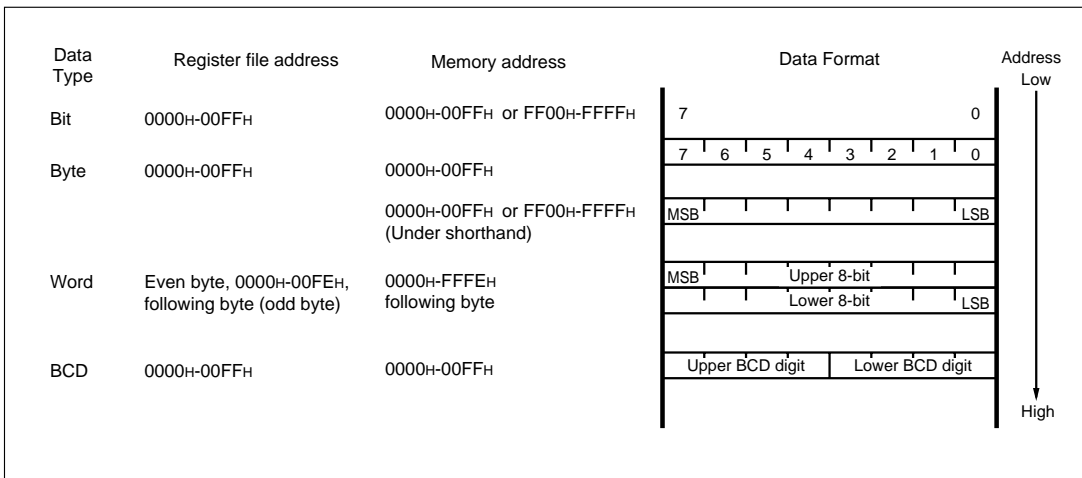 Data Type Register file address Memory address Data Format Address
Low
Bit 0000H-00FFH 0000H-00FFH or FF00H-FFFFH 7 0
7 6 5 4 3 2 1 0
Byte 0000H-00FFH 0000H-00FFH
0000H-00FFH or FF00H-FFFFH MSB LSB
(Under shorthand)
Word Even byte, 0000H-00FEH, 0000H-FFFEH MSB Upper 8-bit
following byte (odd byte) following byte Lower 8-bit LSB
BCD 0000H-00FFH 0000H-00FFH Upper BCD digit Lower BCD digit
High